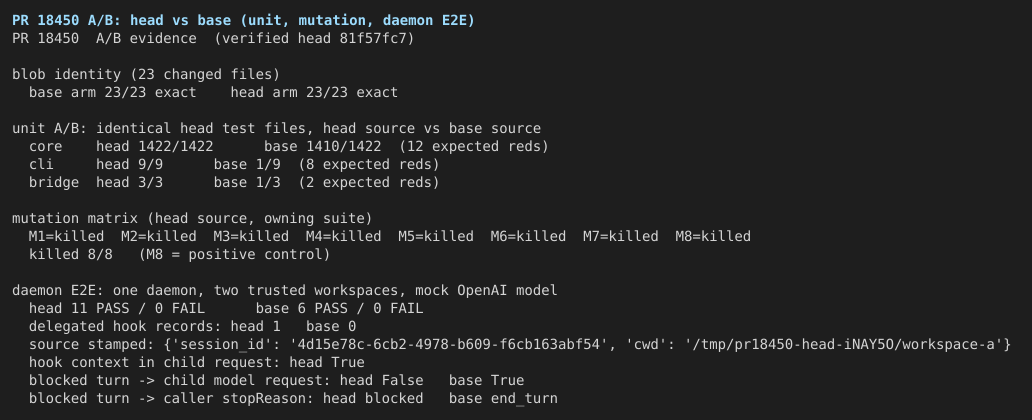 PR 18450 A/B: head vs base (unit, mutation, daemon E2E)
PR 18450  A/B evidence  (verified head 81f57fc7)
blob identity (23 changed files)
  base arm 23/23 exact    head arm 23/23 exact
unit A/B: identical head test files, head source vs base source
  core    head 1422/1422      base 1410/1422  (12 expected reds)
  cli     head 9/9      base 1/9  (8 expected reds)
  bridge  head 3/3      base 1/3  (2 expected reds)
mutation matrix (head source, owning suite)
  M1=killed  M2=killed  M3=killed  M4=killed  M5=killed  M6=killed  M7=killed  M8=killed
  killed 8/8   (M8 = positive control)
daemon E2E: one daemon, two trusted workspaces, mock OpenAI model
  head 11 PASS / 0 FAIL      base 6 PASS / 0 FAIL
  delegated hook records: head 1   base 0
  source stamped: {'session_id': '4d15e78c-6cb2-4978-b609-f6cb163abf54', 'cwd': '/tmp/pr18450-head-iNAY5O/workspace-a'}
  hook context in child request: head True
  blocked turn -> child model request: head False   base True
  blocked turn -> caller stopReason: head blocked   base end_turn